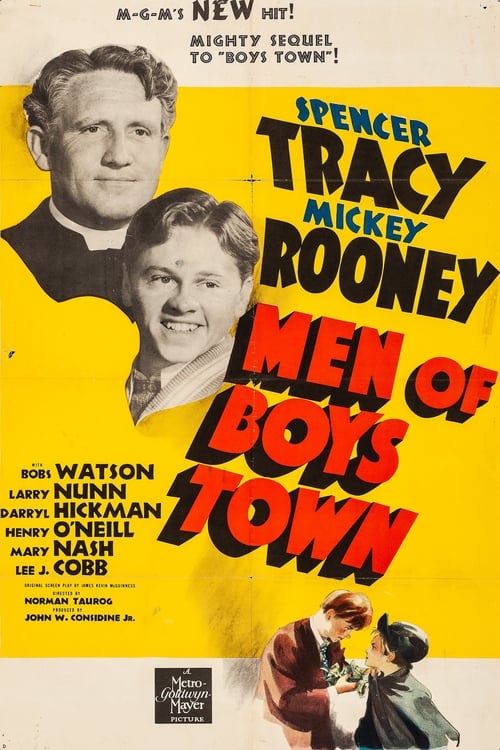 M-G-M's NEW HIT!
MIGHTY SEQUEL
TO "BOYS TOWN"!
SPENCER
TRACY
MICKEY
ROONEY
MEN OF
BOYS
TOWN
WITH
BOBS WATSON
LARRY NUNN
DARRYL HICKMAN
HENRY O'NEILL
MARY NASH
LEE J. COBB
ORIGINAL SCREEN PLAY BY JAMES KEVIN McGUINNESS
DIRECTED BY
NORMAN TAUROG
PRODUCED BY
JOHN W. CONSIDINE JR.
A
Metro-
Goldwyn-
Mayer
PICTURE